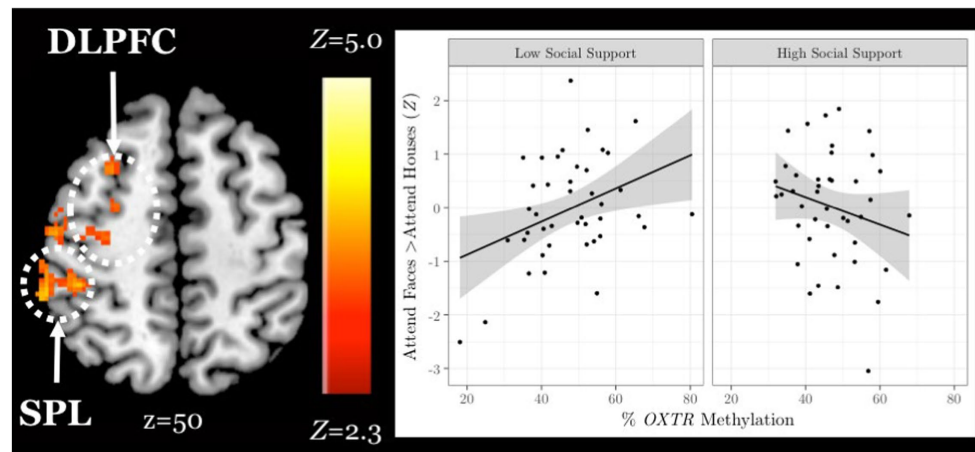 DLPFC
Z=5.0
Z=2.3
SPL
z=50
Low Social Support
High Social Support
Attend Faces > Attend Houses (Z)
2
1
0
-1
-2
-3
20 40 60 80
20 40 60 80
% OXTR Methylation